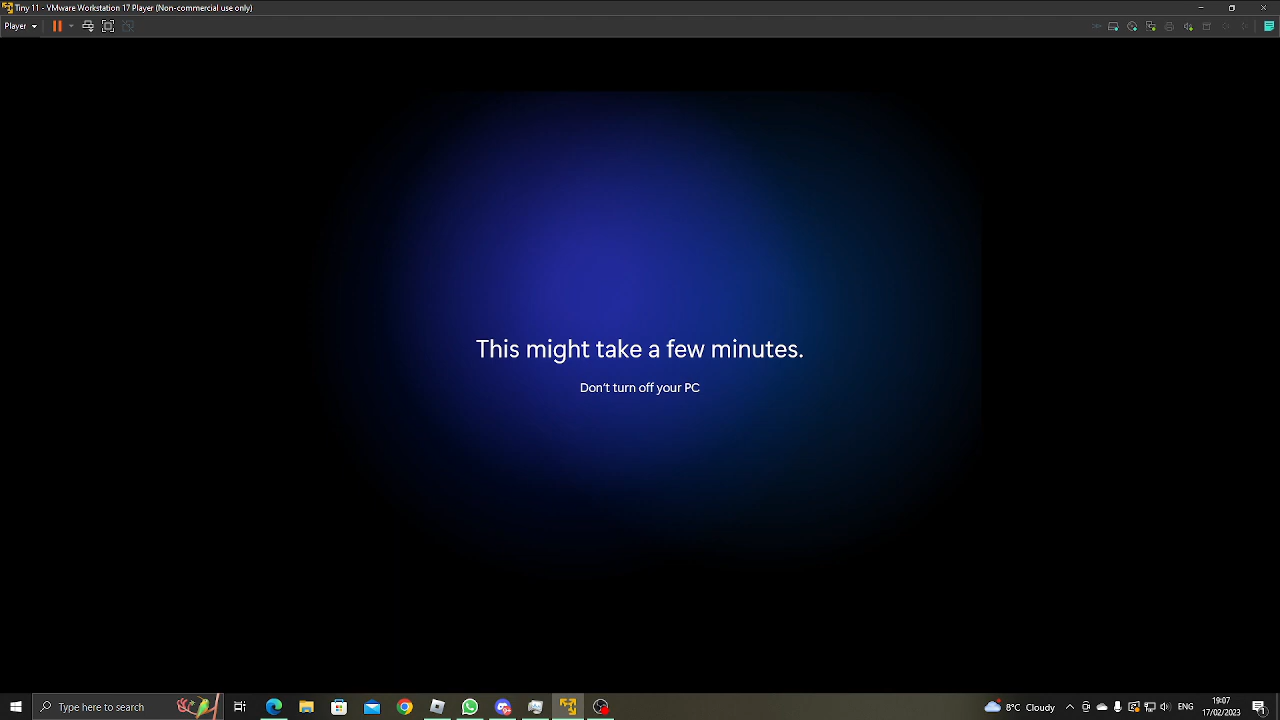 Tiny 11 - VMware Workstation 17 Player (Non-commercial use only)
Player
This might take a few minutes.
Don't turn off your PC
Type here to search
8°C Cloudy
ENG
19:07
17/02/2023